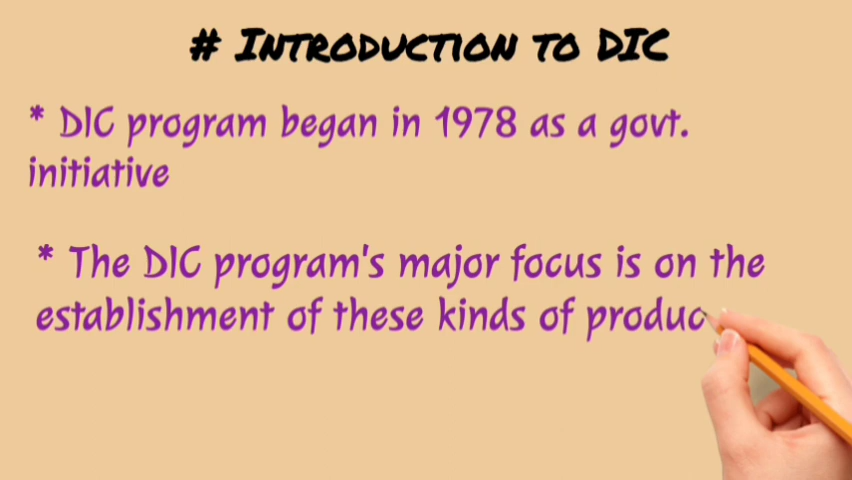 # Introduction to DIC
* DIC program began in 1978 as a govt.
initiative
* The DIC program's major focus is on the
establishment of these kinds of produc